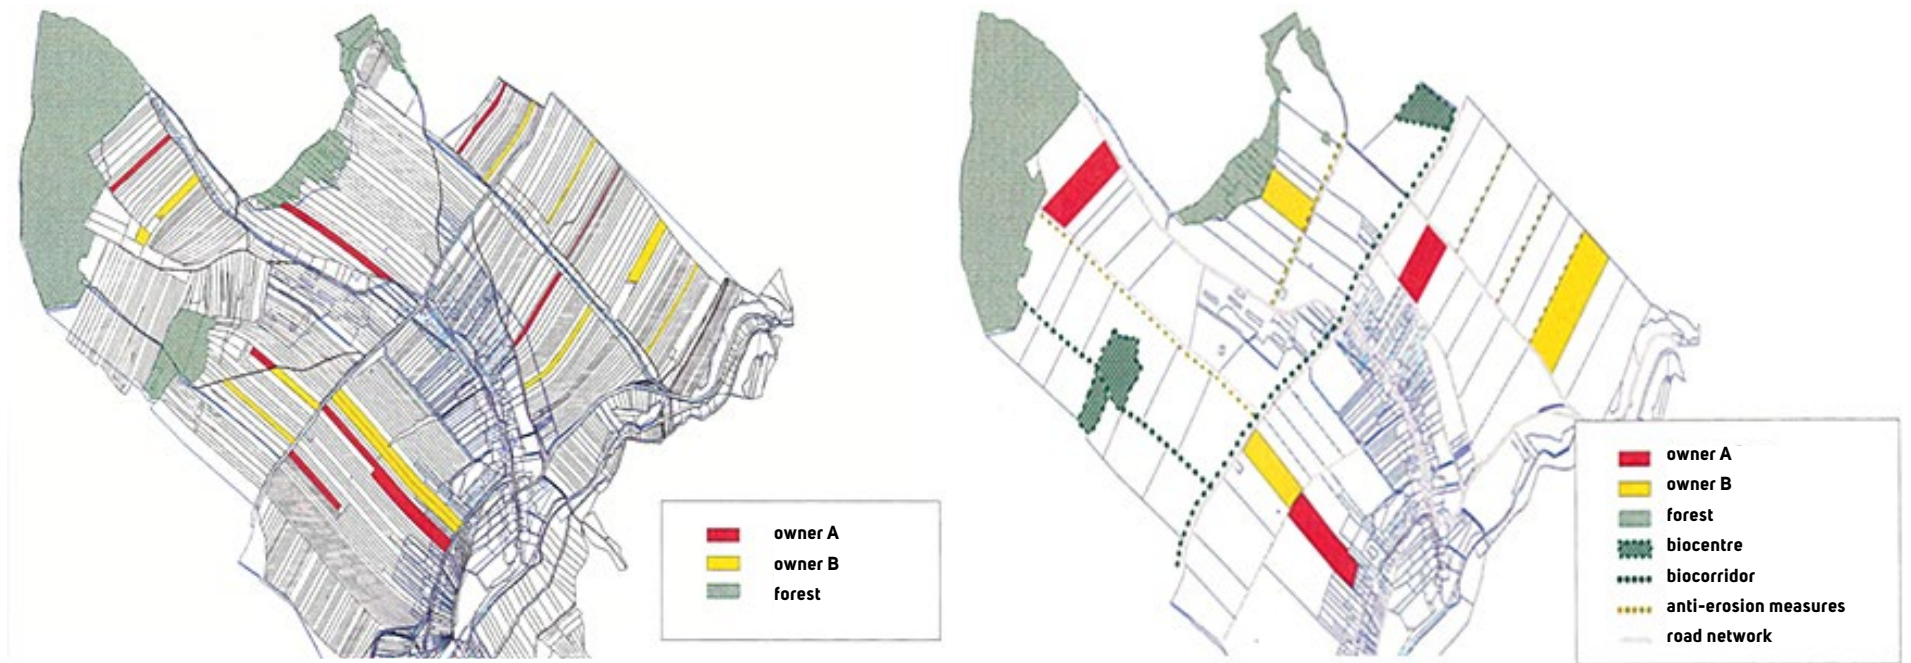 owner A
owner B
forest
owner A
owner B
forest
biocentre
biocorridor
anti-erosion measures
road network